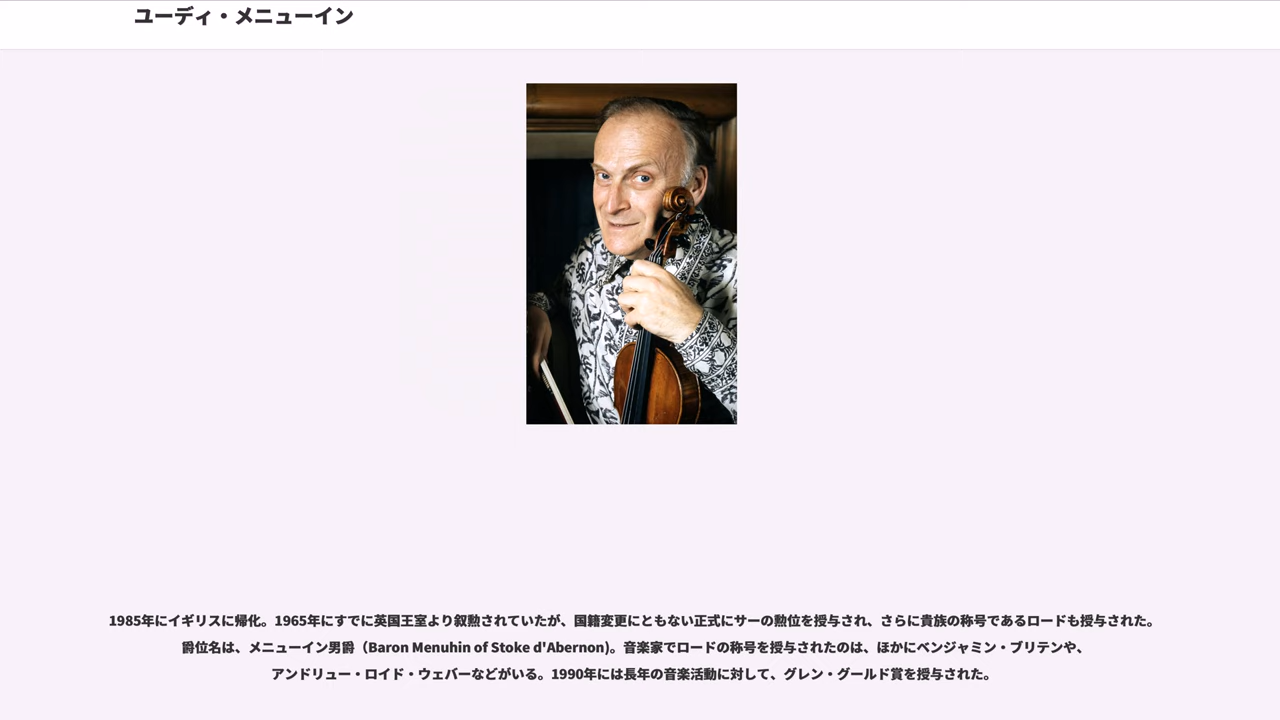 ユーディ・メニューイン
1985年にイギリスに帰化。1965年にすでに英国王室より叙勲されていたが、国籍変更にともない正式にサーの勲位を授与され、さらに貴族の称号であるロードも授与された。
爵位名は、メニューイン男爵（Baron Menuhin of Stoke d'Abernon)。音楽家でロードの称号を授与されたのは、ほかにベンジャミン・ブリテンや、
アンドリュー・ロイド・ウェバーなどがいる。1990年には長年の音楽活動に対して、グレン・グールド賞を授与された。